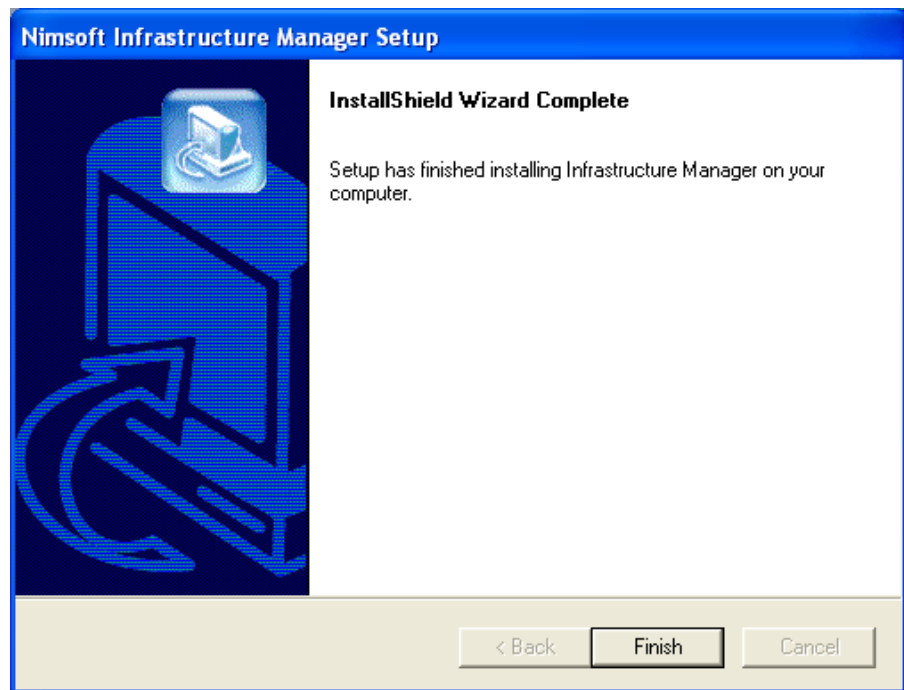 Nimsoft Infrastructure Manager Setup
InstallShield Wizard Complete
Setup has finished installing Infrastructure Manager on your
computer.
< Back
Finish
Cancel